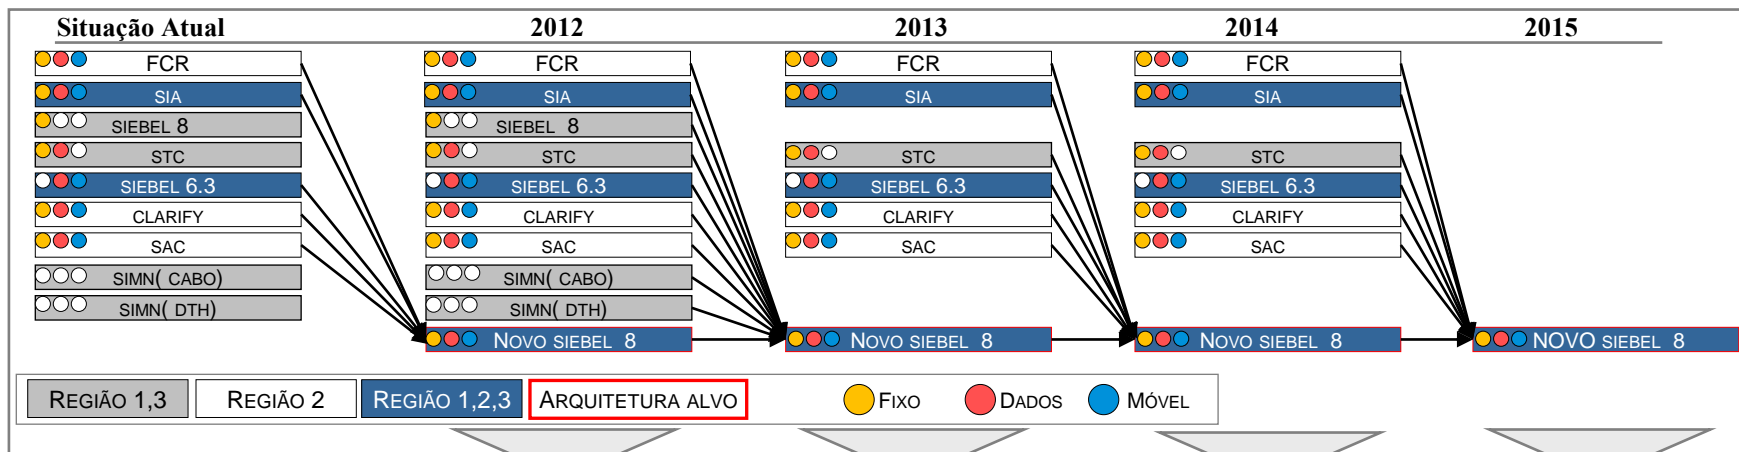 Situação Atual 2012 2013 2014 2015
FCR FCR FCR FCR
SIA SIA SIA SIA
SIEBEL 8 SIEBEL 8
STC STC STC STC
SIEBEL 6.3 SIEBEL 6.3 SIEBEL 6.3 SIEBEL 6.3
CLARIFY CLARIFY CLARIFY CLARIFY
SAC SAC SAC SAC
SIMN( CABO) SIMN( CABO)
SIMN( DTH) SIMN( DTH)
NOVO SIEBEL 8 NOVO SIEBEL 8 NOVO SIEBEL 8 NOVO SIEBEL 8
REGIÃO 1,3 REGIÃO 2 REGIÃO 1,2,3 ARQUITETURA ALVO FIXO DADOS MÓVEL